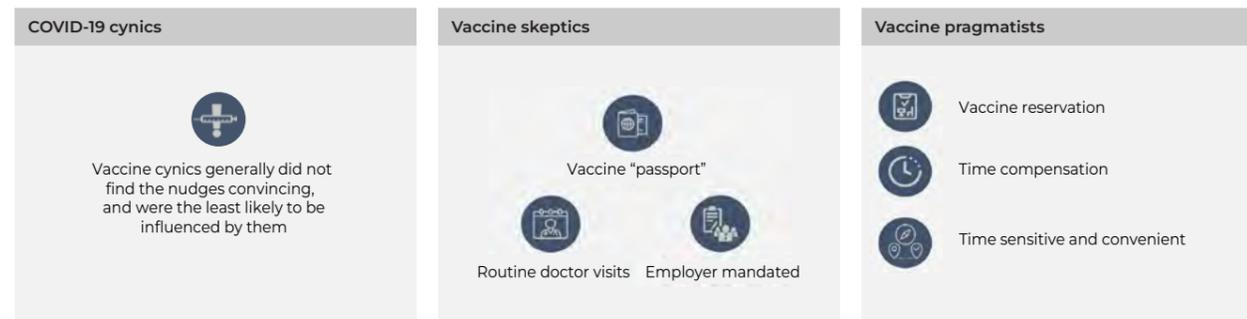 COVID-19 cynics
Vaccine cynics generally did not
find the nudges convincing,
and were the least likely to be
influenced by them
Vaccine skeptics
Vaccine “passport”
Routine doctor visits
Employer mandated
Vaccine pragmatists
Vaccine reservation
Time compensation
Time sensitive and convenient